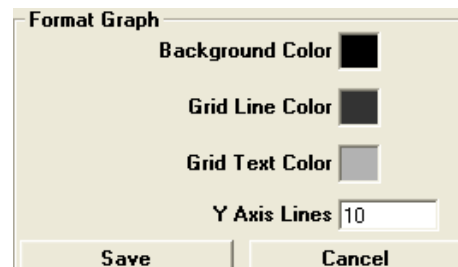 Format Graph
Background Color
Grid Line Color
Grid Text Color
Y Axis Lines 10
Save Cancel